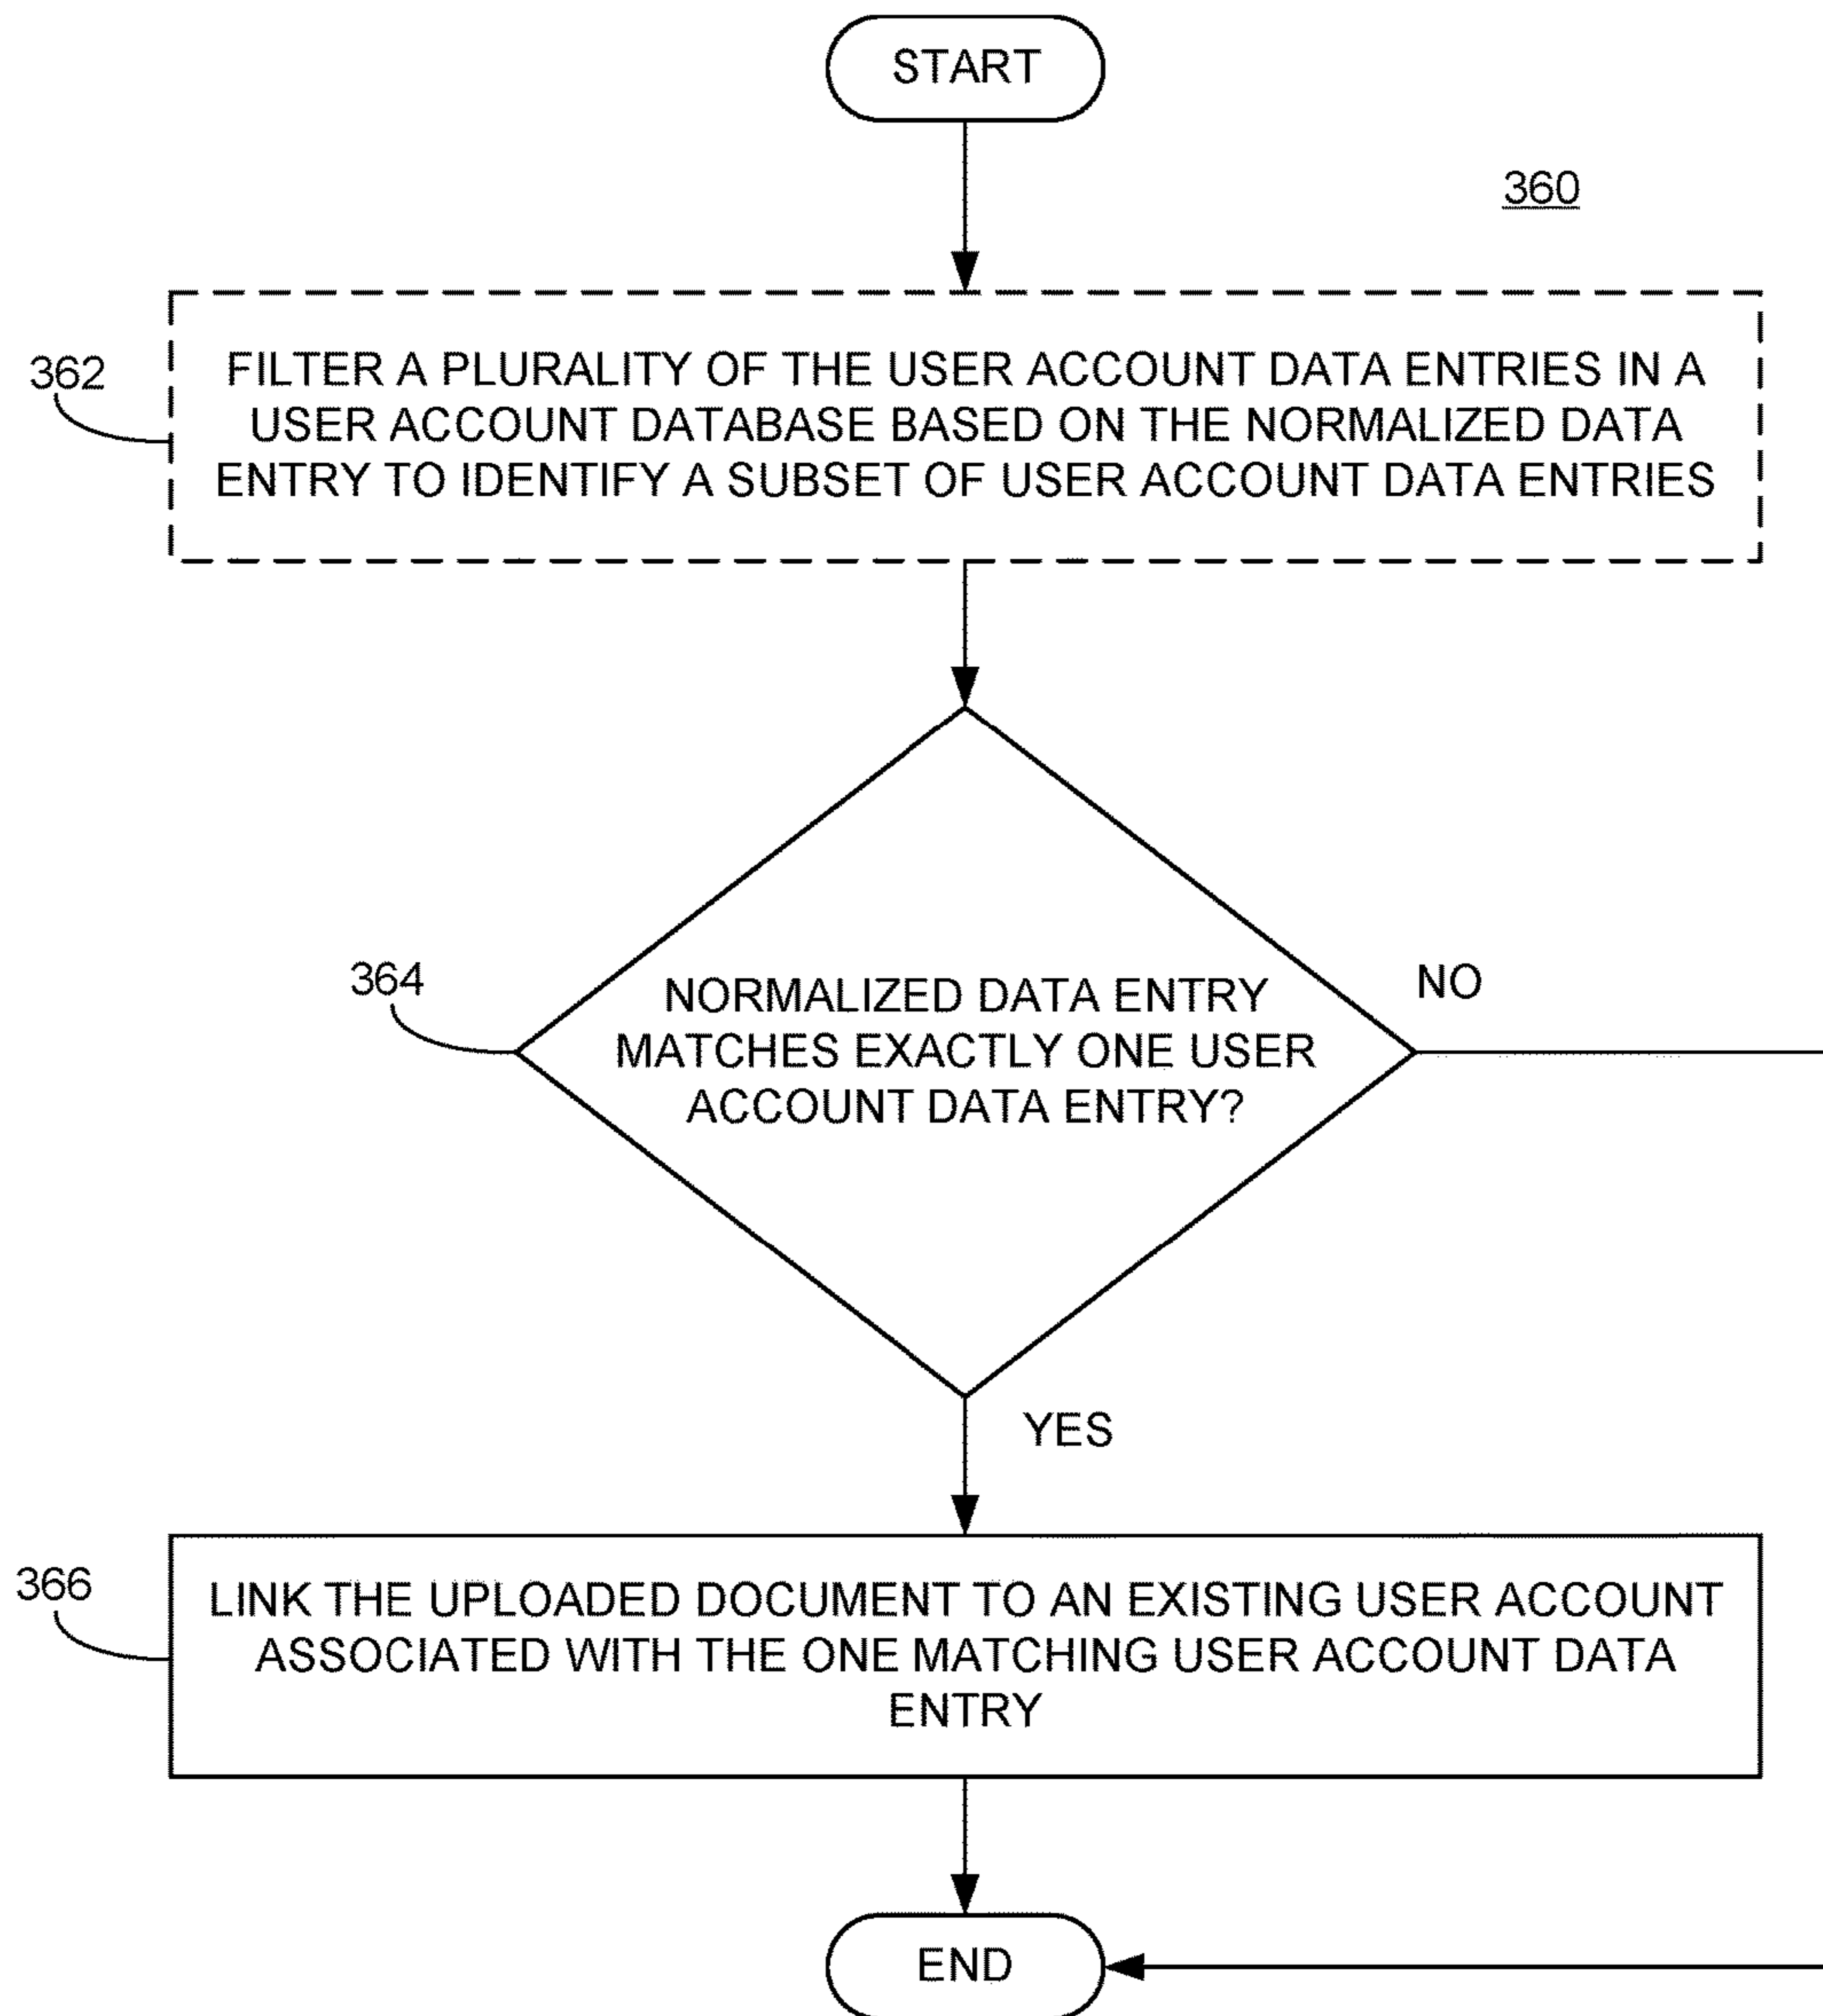 START
360
362
FILTER A PLURALITY OF THE USER ACCOUNT DATA ENTRIES IN A
USER ACCOUNT DATABASE BASED ON THE NORMALIZED DATA
ENTRY TO IDENTIFY A SUBSET OF USER ACCOUNT DATA ENTRIES
364
NORMALIZED DATA ENTRY
MATCHES EXACTLY ONE USER
ACCOUNT DATA ENTRY?
NO
YES
366
LINK THE UPLOADED DOCUMENT TO AN EXISTING USER ACCOUNT
ASSOCIATED WITH THE ONE MATCHING USER ACCOUNT DATA
ENTRY
END